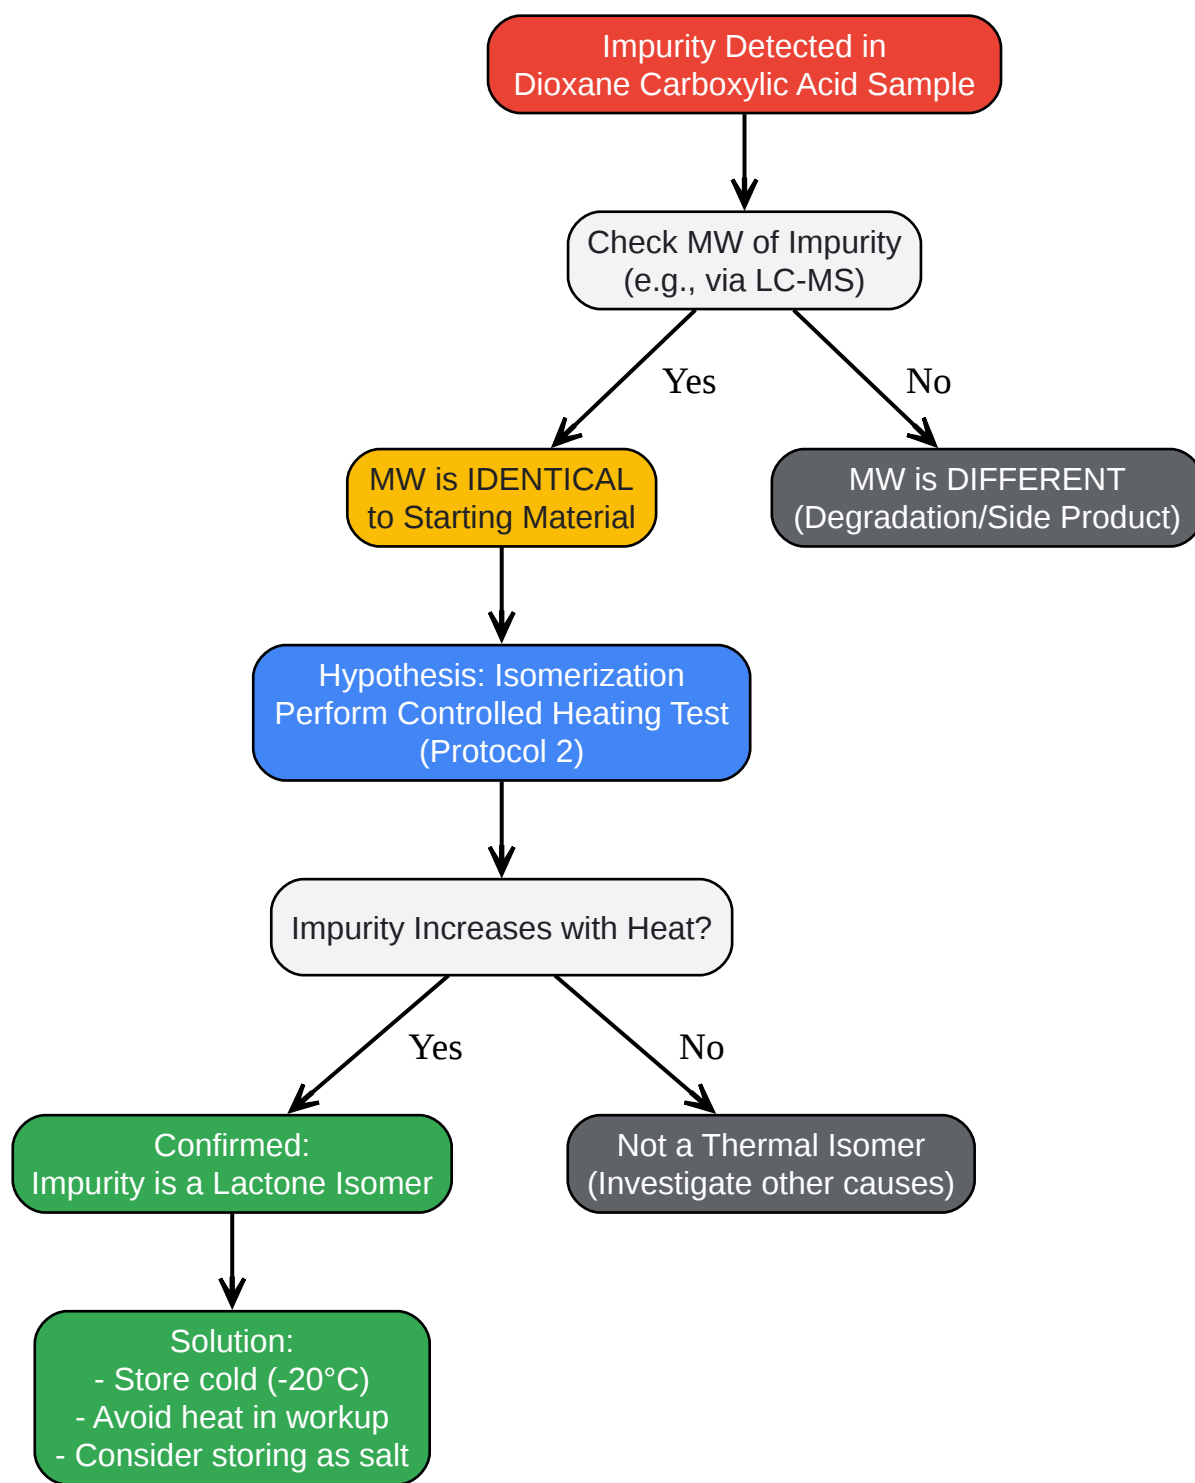 Impurity Detected in
Dioxane Carboxylic Acid Sample
Check MW of Impurity
(e.g., via LC-MS)
Yes
No
MW is IDENTICAL
to Starting Material
MW is DIFFERENT
(Degradation/Side Product)
Hypothesis: Isomerization
Perform Controlled Heating Test
(Protocol 2)
Impurity Increases with Heat?
Yes
No
Confirmed:
Impurity is a Lactone Isomer
Not a Thermal Isomer
(Investigate other causes)
Solution:
- Store cold (-20°C)
- Avoid heat in workup
- Consider storing as salt